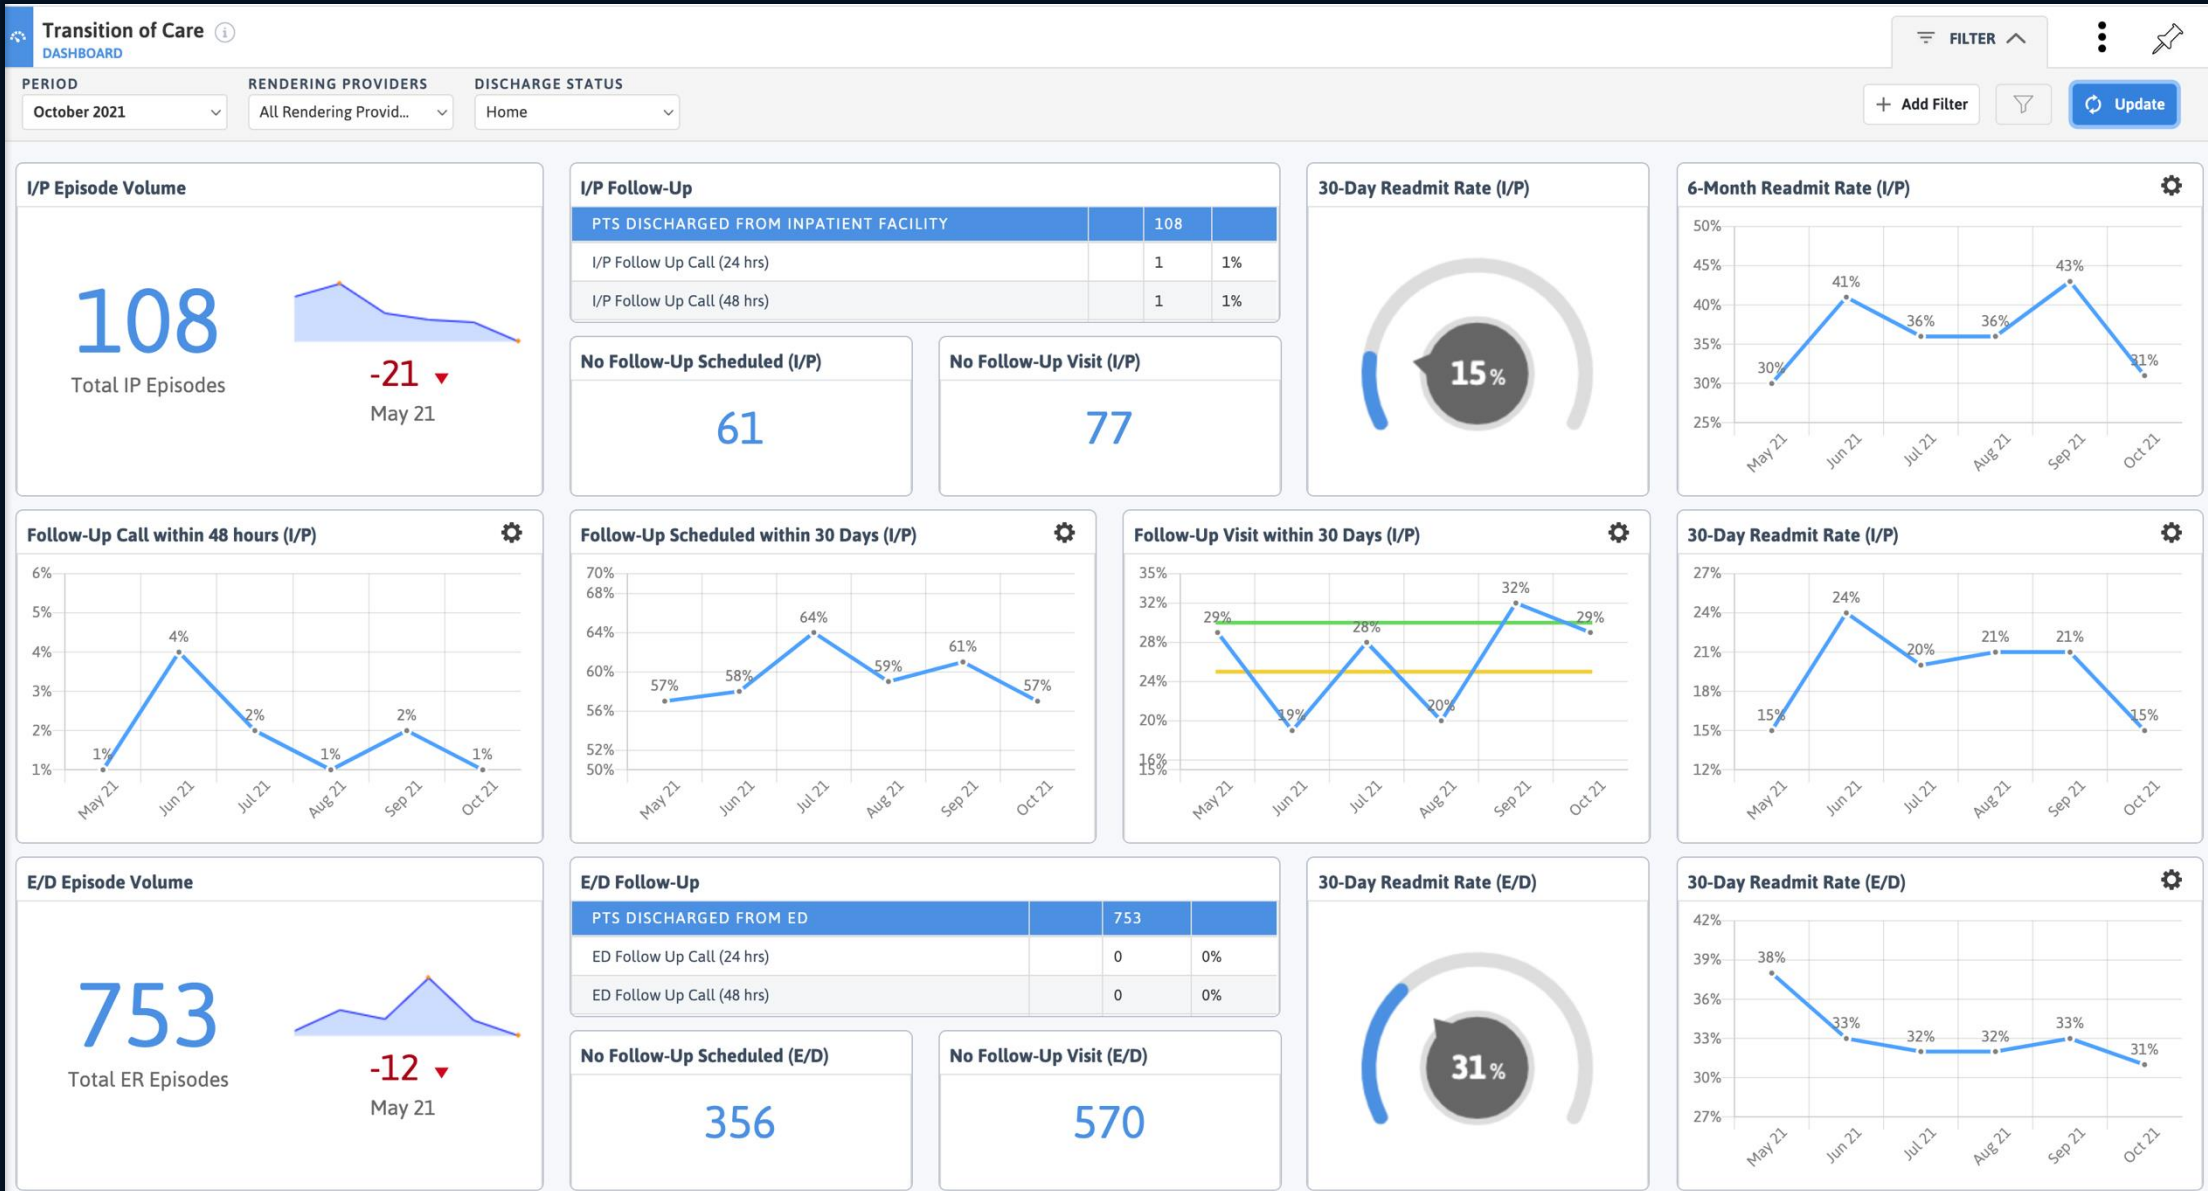 Transition of Care
DASHBOARD
FILTER
PERIOD
RENDERING PROVIDERS
DISCHARGE STATUS
October 2021
All Rendering Provid...
Home
+ Add Filter
Update
I/P Episode Volume
108
Total IP Episodes
-21
May 21
I/P Follow-Up
PTS DISCHARGED FROM INPATIENT FACILITY 108
I/P Follow Up Call (24 hrs) 1 1%
I/P Follow Up Call (48 hrs) 1 1%
No Follow-Up Scheduled (I/P)
61
No Follow-Up Visit (I/P)
77
30-Day Readmit Rate (I/P)
15%
6-Month Readmit Rate (I/P)
50%
45%
40%
35%
30%
25%
30%
41%
36%
36%
43%
31%
May 21
Jun 21
Jul 21
Aug 21
Sep 21
Oct 21
Follow-Up Call within 48 hours (I/P)
6%
5%
4%
3%
2%
1%
1%
4%
2%
1%
2%
1%
May 21
Jun 21
Jul 21
Aug 21
Sep 21
Oct 21
Follow-Up Scheduled within 30 Days (I/P)
70%
68%
64%
60%
56%
52%
50%
57%
58%
64%
59%
61%
57%
May 21
Jun 21
Jul 21
Aug 21
Sep 21
Oct 21
Follow-Up Visit within 30 Days (I/P)
35%
32%
28%
24%
20%
16%
15%
29%
19%
28%
20%
32%
29%
May 21
Jun 21
Jul 21
Aug 21
Sep 21
Oct 21
30-Day Readmit Rate (I/P)
27%
24%
21%
18%
15%
12%
15%
24%
20%
21%
21%
15%
May 21
Jun 21
Jul 21
Aug 21
Sep 21
Oct 21
E/D Episode Volume
753
Total ER Episodes
-12
May 21
E/D Follow-Up
PTS DISCHARGED FROM ED 753
ED Follow Up Call (24 hrs) 0 0%
ED Follow Up Call (48 hrs) 0 0%
No Follow-Up Scheduled (E/D)
356
No Follow-Up Visit (E/D)
570
30-Day Readmit Rate (E/D)
31%
30-Day Readmit Rate (E/D)
42%
39%
36%
33%
30%
27%
38%
33%
32%
32%
33%
31%
May 21
Jun 21
Jul 21
Aug 21
Sep 21
Oct 21